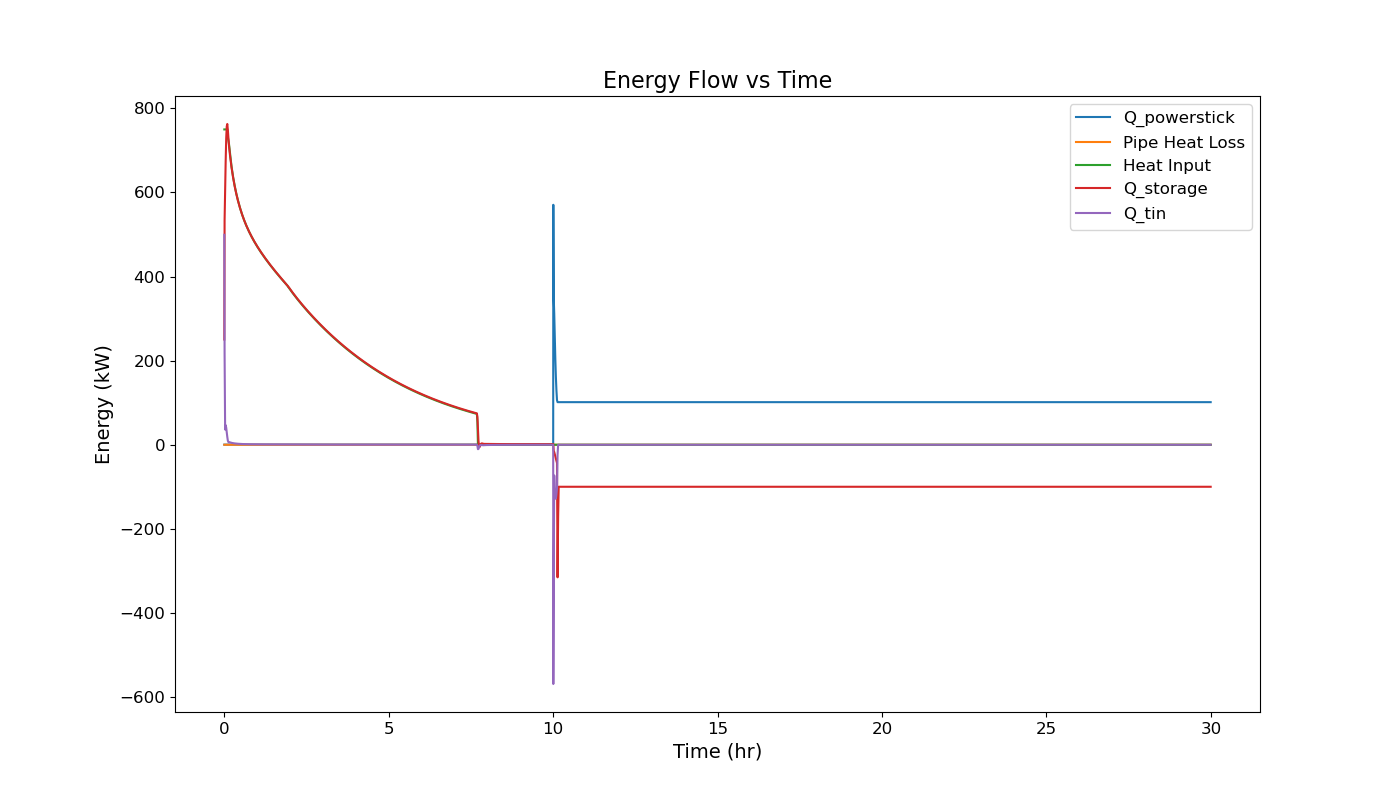 Energy Flow vs Time
Energy (kW)
800
600
400
200
0
−200
−400
−600
0 5 10 15 20 25 30
Time (hr)
Q_powerstick
Pipe Heat Loss
Heat Input
Q_storage
Q_tin